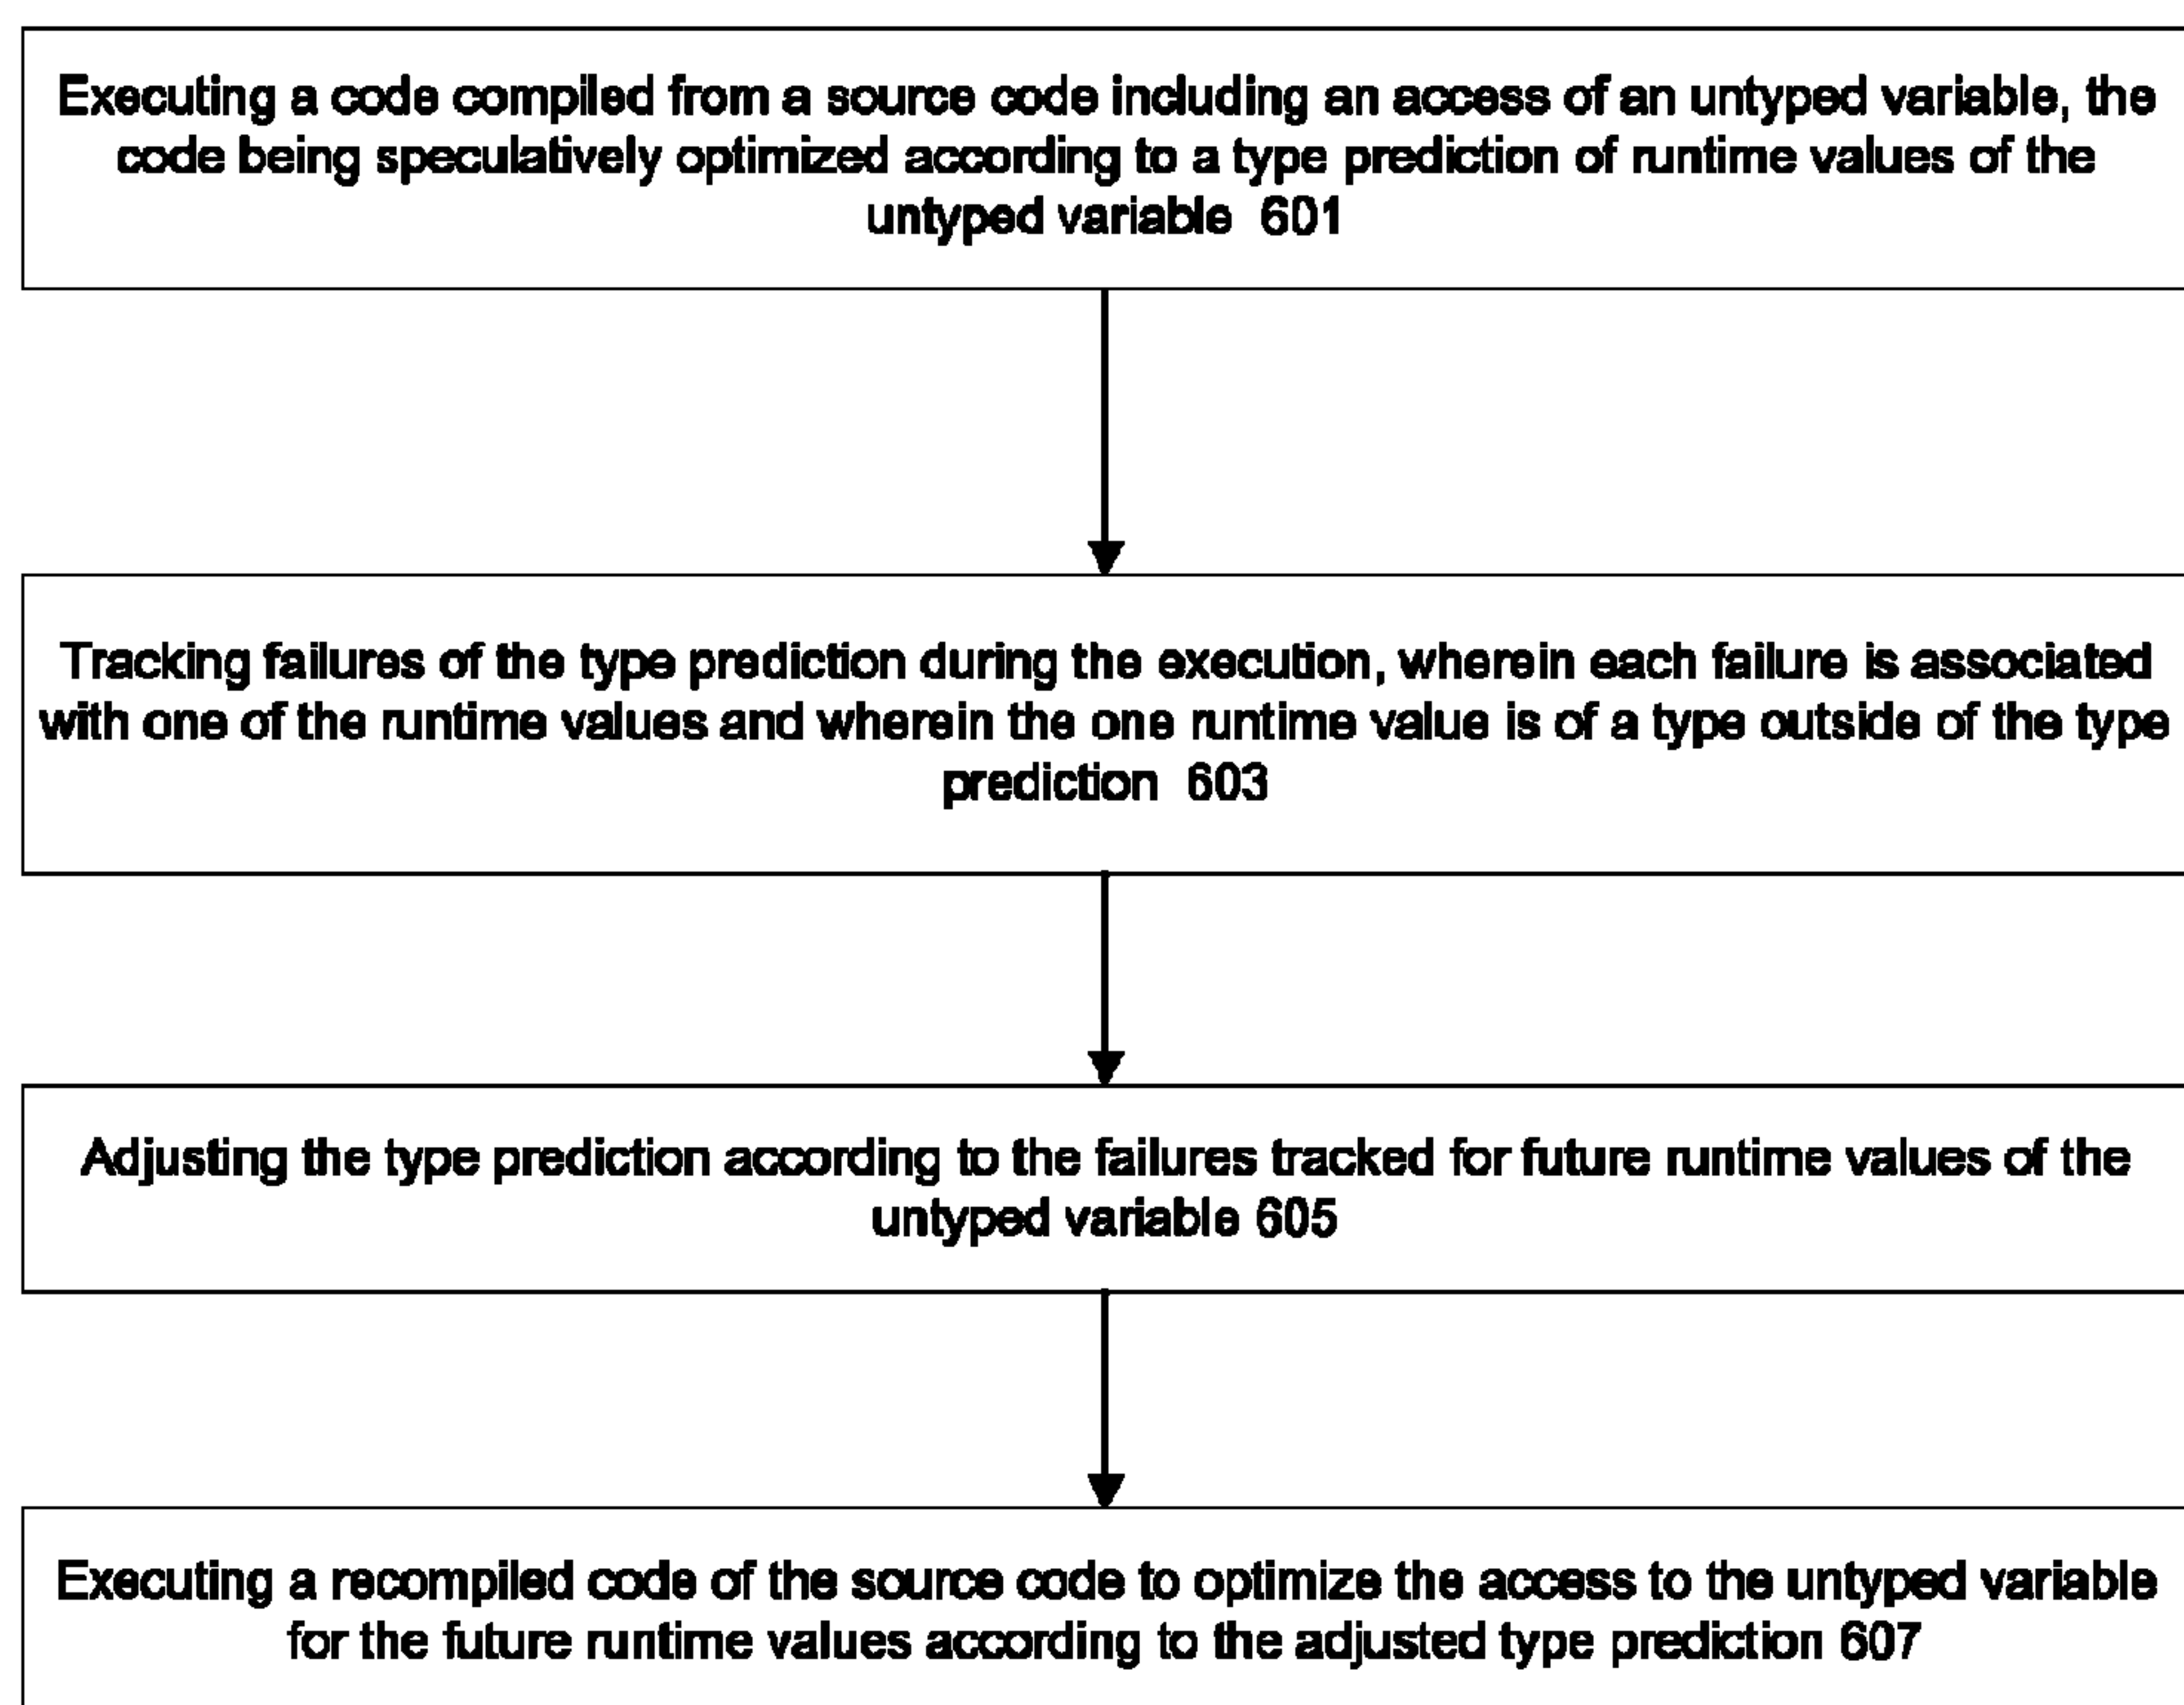 Executing a code compiled from a source code including an access of an untyped variable, the
code being speculatively optimized according to a type prediction of runtime values of the
untyped variable 601
Tracking failures of the type prediction during the execution, wherein each failure is associated
with one of the runtime values and wherein the one runtime value is of a type outside of the type
prediction 603
Adjusting the type prediction according to the failures tracked for future runtime values of the
untyped variable 605
Executing a recompiled code of the source code to optimize the access to the untyped variable
for the future runtime values according to the adjusted type prediction 607